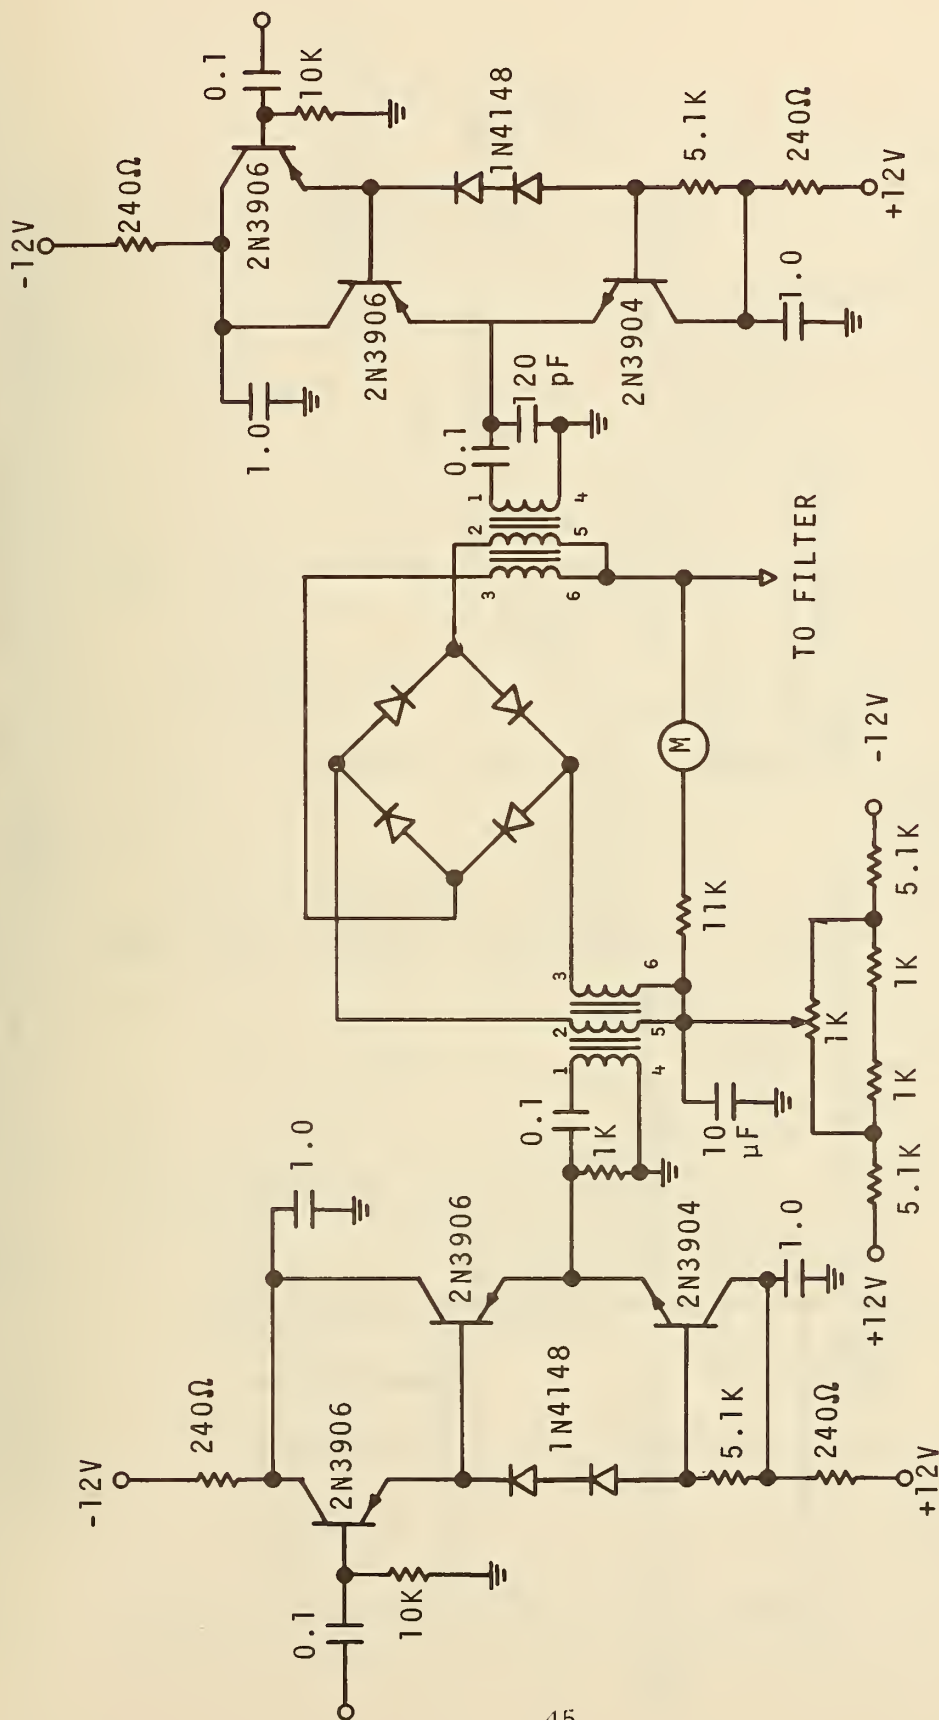 -12V
240Ω
2N3906
0.1
10K
1N4148
5.1K
240Ω
+12V
2N3906
2N3904
1.0
1.0
0.1
1K
1
2
3
4
5
6
10
µF
11K
M
1K
+12V
5.1K
1K
1K
5.1K
-12V
TO FILTER
3
2
1
6
5
4
0.1
120
pF
1.0
2N3906
2N3904
1.0
-12V
240Ω
2N3906
0.1
10K
1N4148
5.1K
240Ω
+12V
45